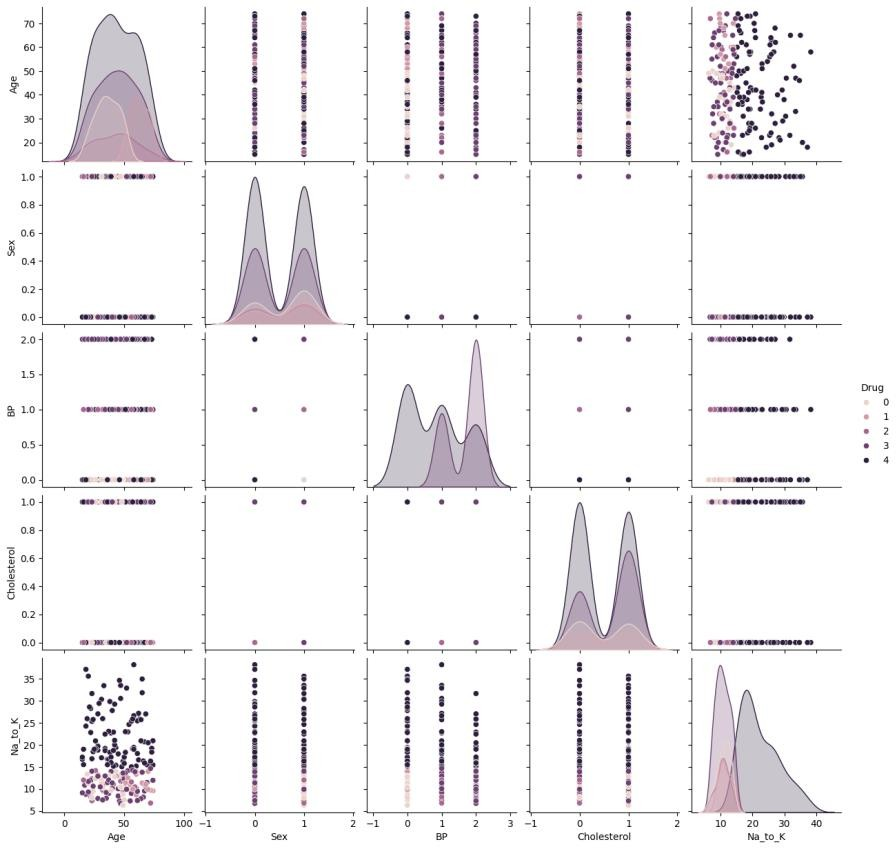 70
60
50
40
30
20
Age
1.0
0.8
0.6
0.4
0.2
0.0
Sex
2.0
1.5
1.0
0.5
0.0
BP
Drug
0
1
2
3
4
1.0
0.8
0.6
0.4
0.2
0.0
Cholesterol
35
30
25
20
15
10
5
Na_to_K
0 50 100
−1 0 1 2
−1 0 1 2 3
−1 0 1 2
10 20 30 40
Age Sex BP Cholesterol Na_to_K